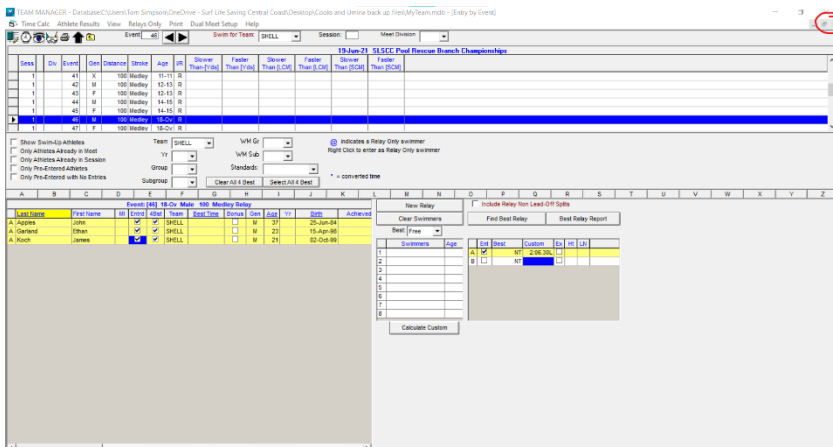 TEAM MANAGER - Database:C:\Users\Tom Simpson\OneDrive - Surf Life Saving Central Coast\Desktop\Cooks and Umina back up files\MyTeam.mdb - [Entry by Event]
Time Calc Athlete Results View Relays Only Print Dual Meet Setup Help
Event: 46 Swim for Team: SHELL Session: Meet Division
19-Jun-21 SLSCC Pool Rescue Branch Championships
Sess Div Event Gen Distance Stroke Age I/R Slower Than-[Yds] Faster Than [Yds] Slower Than [LCM] Faster Than [LCM] Slower Than [SCM] Faster Than [SCM]
1 41 X 100 Medley 11-11 R
1 42 M 100 Medley 12-13 R
1 43 F 100 Medley 12-13 R
1 44 M 100 Medley 14-15 R
1 45 F 100 Medley 14-15 R
1 46 M 100 Medley 18-Ov R
1 47 F 100 Medley 18-Ov R
Show Swim-Up Athletes Team SHELL WM Gr @ indicates a Relay Only swimmer
Only Athletes Already in Meet Yr WM Sub Right Click to enter as Relay Only swimmer
Only Athletes Already in Session Group Standards:
Only Pre-Entered Athletes
Only Pre-Entered with No Entries Subgroup Clear All 4 Best Select All 4 Best * = converted time
A B C D E F G H I J K L M N O P Q R S T U V W X Y Z
Event: [46] 18-Ov Male 100 Medley Relay New Relay Include Relay Non Lead-Off Splits
Last Name First Name MI Entrd 4Bst Team Best Time Bonus Gen Age Yr Birth Achieved Clear Swimmers Find Best Relay Best Relay Report
A Apples John SHELL M 37 25-Jun-84
A Garland Ethan SHELL M 23 15-Apr-98
A Koch James SHELL M 21 02-Oct-99
Best: Free
Swimmers Age Ent Best Custom Ex Ht LN
1 A NT 2:06.30L
2 B NT
3
4
5
6
7
8
Calculate Custom